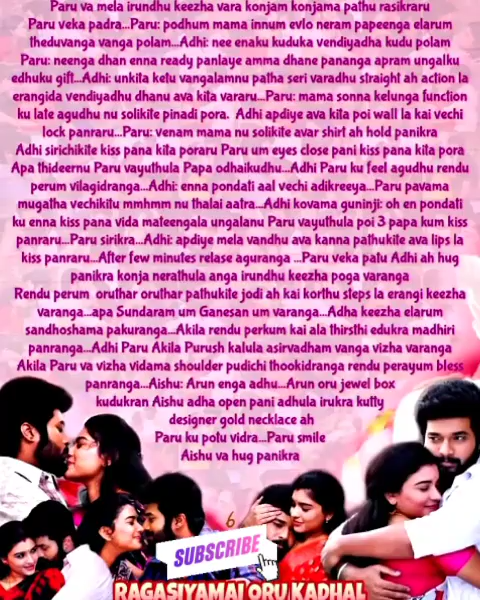 Paru va mela irundhu keezha vara konjam konjama pathu rasikraru
Paru veka padra...Paru: podhum mama innum evlo neram papeenga elarum
theduvanga vanga polam...Adhi: nee enaku kuduka vendiyadha kudu polam
Paru: neenga dhan enna ready panlaye amma dhane pananga apram ungalku
edhuku gift...Adhi: unkita ketu vangalamnu patha seri varadhu straight ah action la
erangida vendiyadhu dhanu ava kita vararu...Paru: mama sonna kelunga function
ku late agudhu nu solikite pinadi pora. Adhi apdiye ava kita poi wall la kai vechi
lock panraru...Paru: venam mama nu solikite avar shirt ah hold panikra
Adhi sirichikite kiss pana kita poraru Paru um eyes close pani kiss pana kita pora
Apa thideernu Paru vayuthula Papa odhaikudhu...Adhi Paru ku feel agudhu rendu
perum vilagidranga...Adhi: enna pondati aal vechi adikreeya...Paru pavama
mugatha vechikitu mmhmm nu thalai aatra...Adhi kovama guninji: oh en pondati
ku enna kiss pana vida mateengala ungalanu Paru vayuthula poi 3 papa kum kiss
panraru...Paru sirikra...Adhi: apdiye mela vandhu ava kanna pathukite ava lips la
kiss panraru...After few minutes relase aguranga ...Paru veka patu Adhi ah hug
panikra konja nerathula anga irundhu keezha poga varanga
Rendu perum oruthar oruthar pathukite jodi ah kai korthu steps la erangi keezha
varanga...apa Sundaram um Ganesan um varanga...Adha keezha elarum
sandhoshama pakuranga...Akila rendu perkum kai ala thirsthi edukra madhiri
panranga...Adhi Paru Akila Purush kalula asirvadham vanga vizha varanga
Akila Paru va vizha vidama shoulder pudichi thookidranga rendu perayum bless
panranga...Aishu: Arun enga adhu...Arun oru jewel box
kudukran Aishu adha open pani adhula irukra kutty
designer gold necklace ah
Paru ku potu vidra...Paru smile
Aishu va hug panikra
6
SUBSCRIBE
RAGASIYAMAI ORU KADHAL